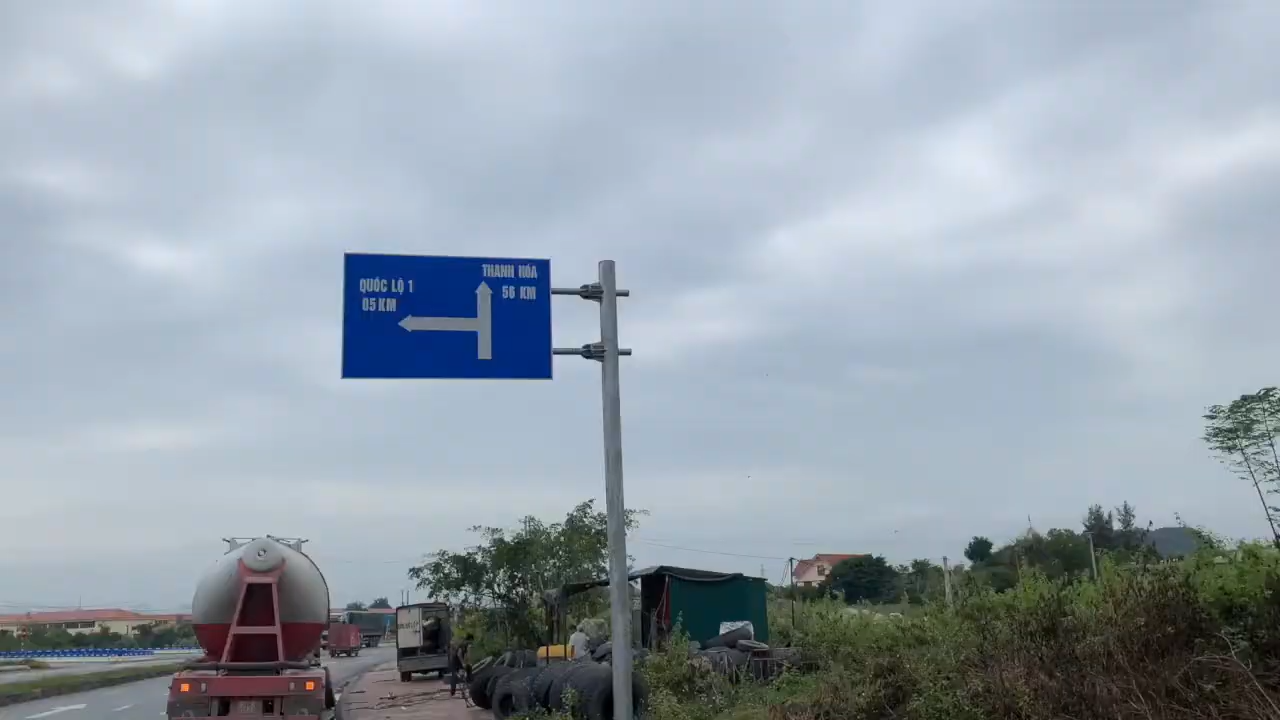 QUỐC LỘ 1
05 KM
THANH HÓA
56 KM